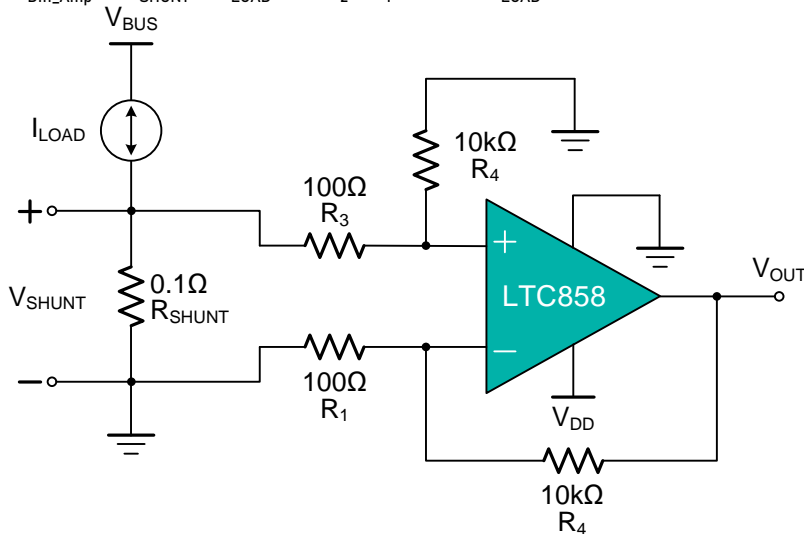 V_BUS
I_LOAD
10kΩ
R_4
100Ω
R_3
+
+
V_OUT
0.1Ω
V_SHUNT
R_SHUNT
LTC858
−
−
100Ω
R_1
V_DD
10kΩ
R_4